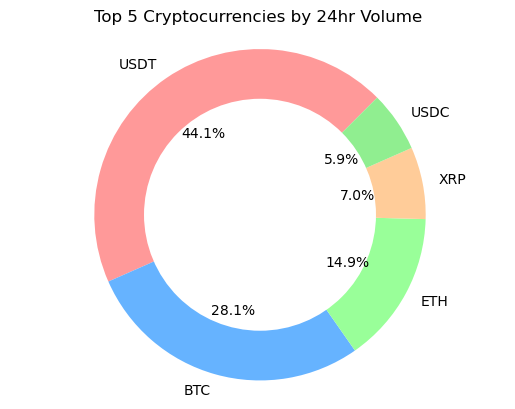 Top 5 Cryptocurrencies by 24hr Volume
USDT
44.1%
USDC
5.9%
XRP
7.0%
ETH
14.9%
BTC
28.1%